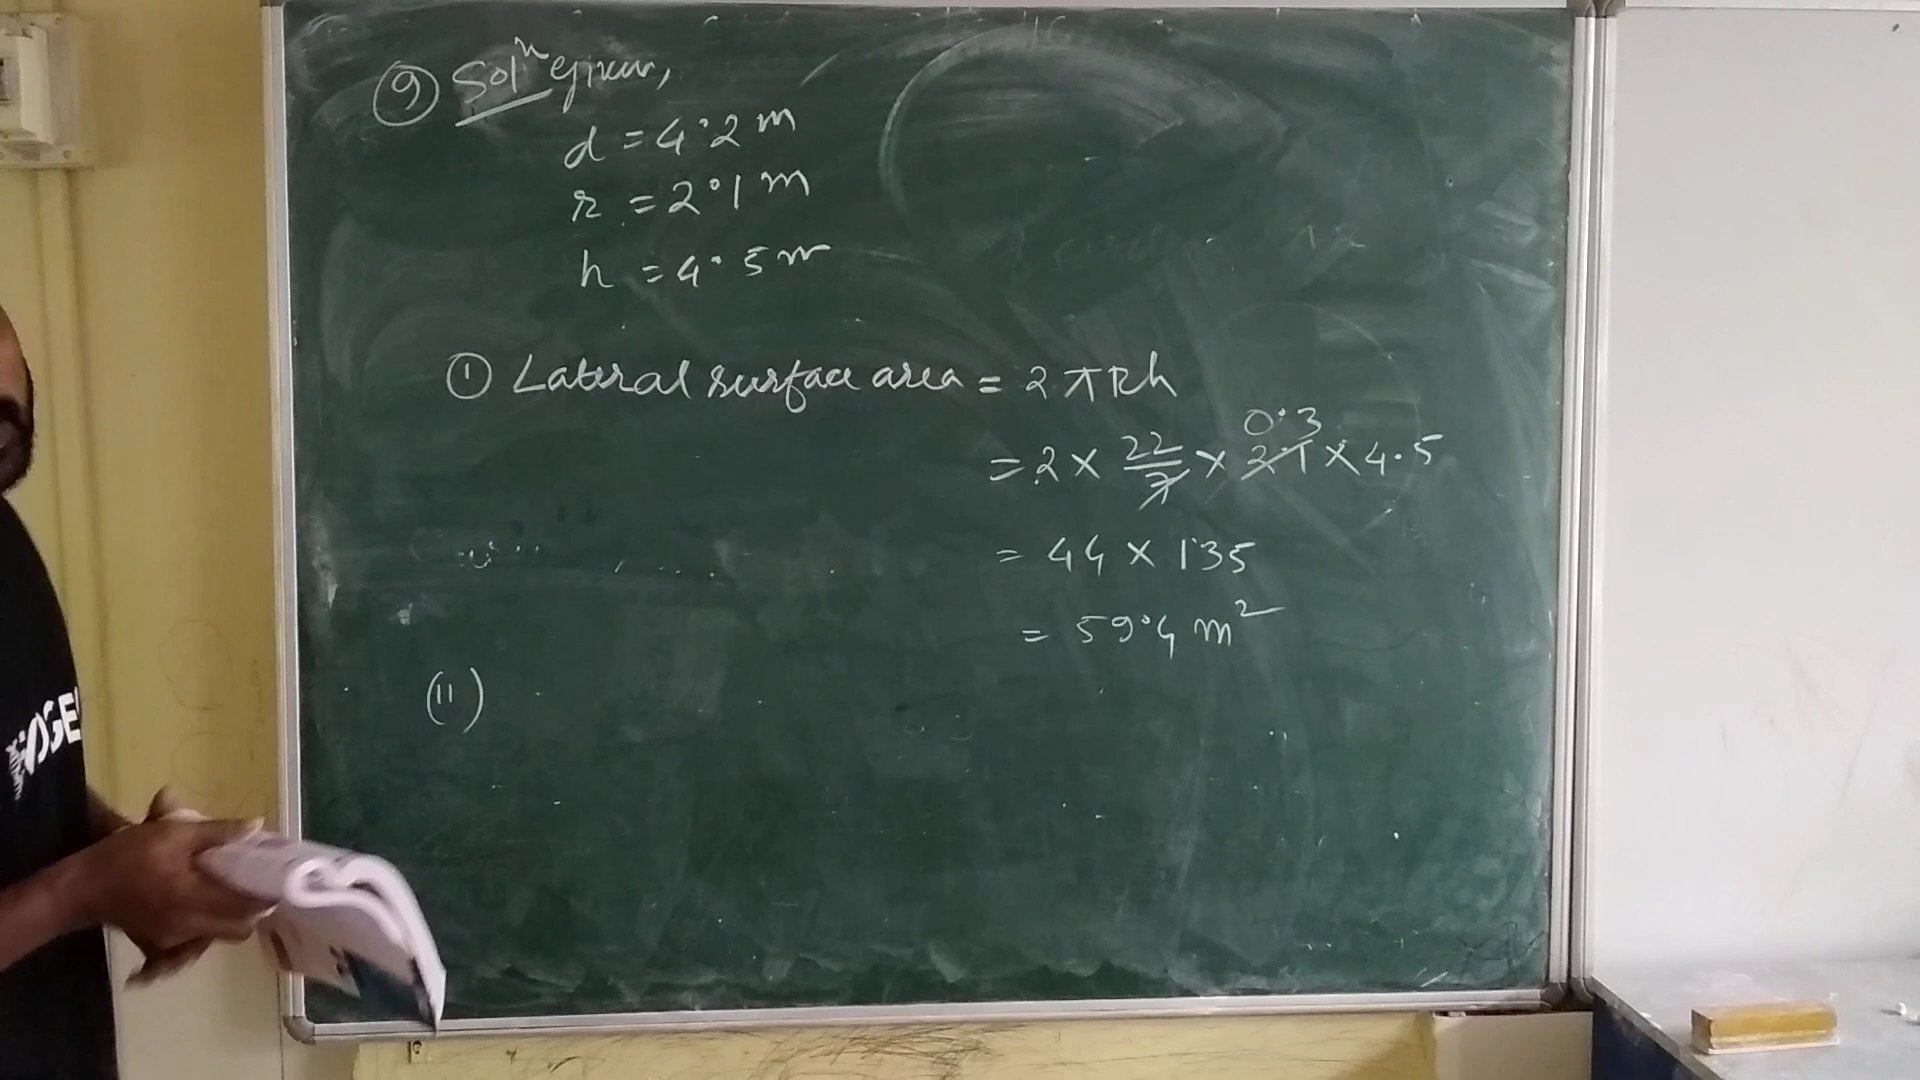 9 Solⁿ given,
d = 4.2 m
r = 2.1 m
h = 4.5 m
(1) Lateral surface area = 2πRh
= 2 × 22/7 × 2.1 × 4.5
0.3
= 44 × 1.35
= 59.4 m²
(11)